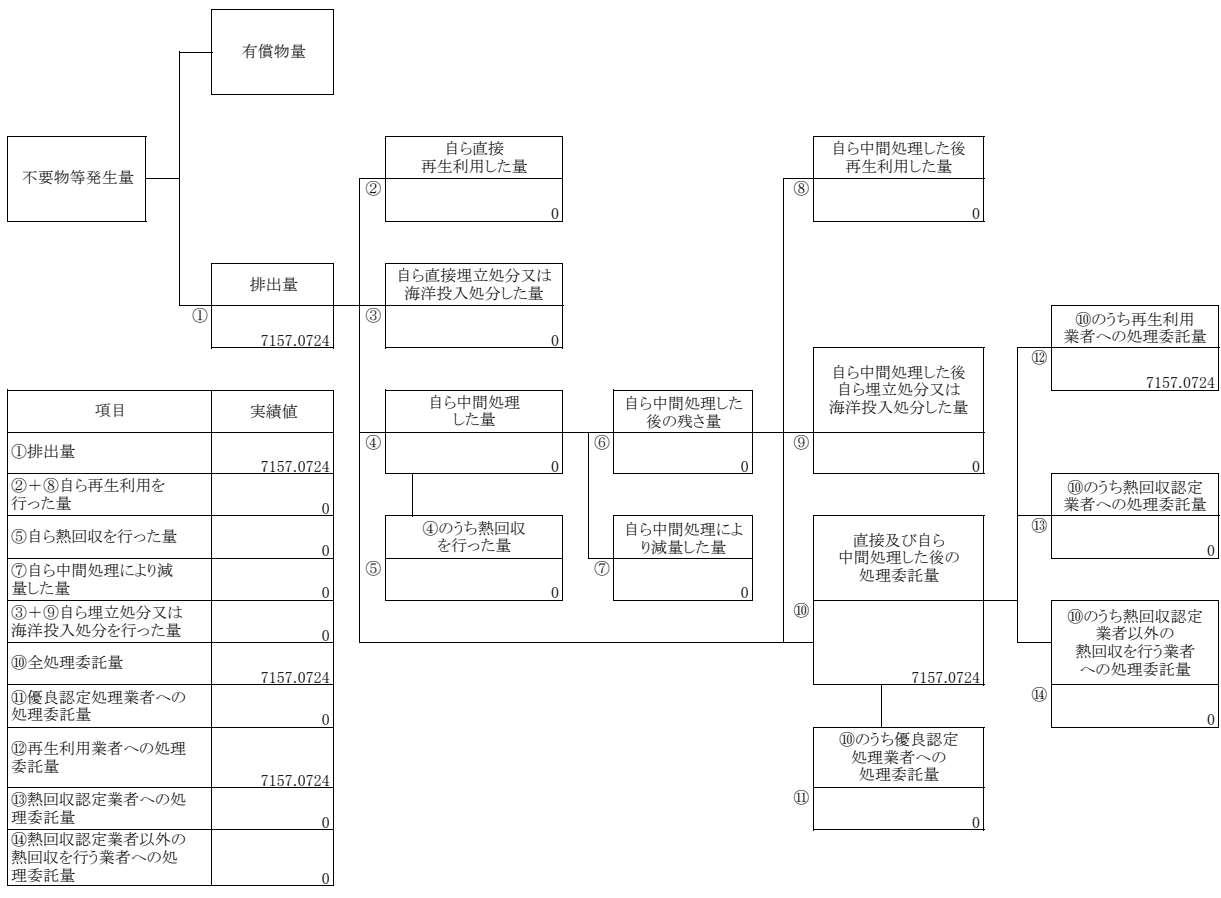 有償物量
不要物等発生量
排出量
①
7157.0724
自ら直接
再生利用した量
②
0
自ら直接埋立処分又は
海洋投入処分した量
③
0
自ら中間処理
した量
④
0
④のうち熱回収
を行った量
⑤
0
自ら中間処理した
後の残さ量
⑥
0
自ら中間処理によ
り減量した量
⑦
0
自ら中間処理した後
再生利用した量
⑧
0
自ら中間処理した後
自ら埋立処分又は
海洋投入処分した量
⑨
0
直接及び自ら
中間処理した後の
処理委託量
⑩
7157.0724
⑩のうち優良認定
処理業者への
処理委託量
⑪
0
⑩のうち再生利用
業者への処理委託量
⑫
7157.0724
⑩のうち熱回収認定
業者への処理委託量
⑬
0
⑩のうち熱回収認定
業者以外の
熱回収を行う業者
への処理委託量
⑭
0
項目 実績値
①排出量
7157.0724
②＋⑧自ら再生利用を
行った量
0
⑤自ら熱回収を行った量
0
⑦自ら中間処理により減
量した量
0
③＋⑨自ら埋立処分又は
海洋投入処分を行った量
0
⑩全処理委託量
7157.0724
⑪優良認定処理業者への
処理委託量
0
⑫再生利用業者への処理
委託量
7157.0724
⑬熱回収認定業者への処
理委託量
0
⑭熱回収認定業者以外の
熱回収を行う業者への処
理委託量
0